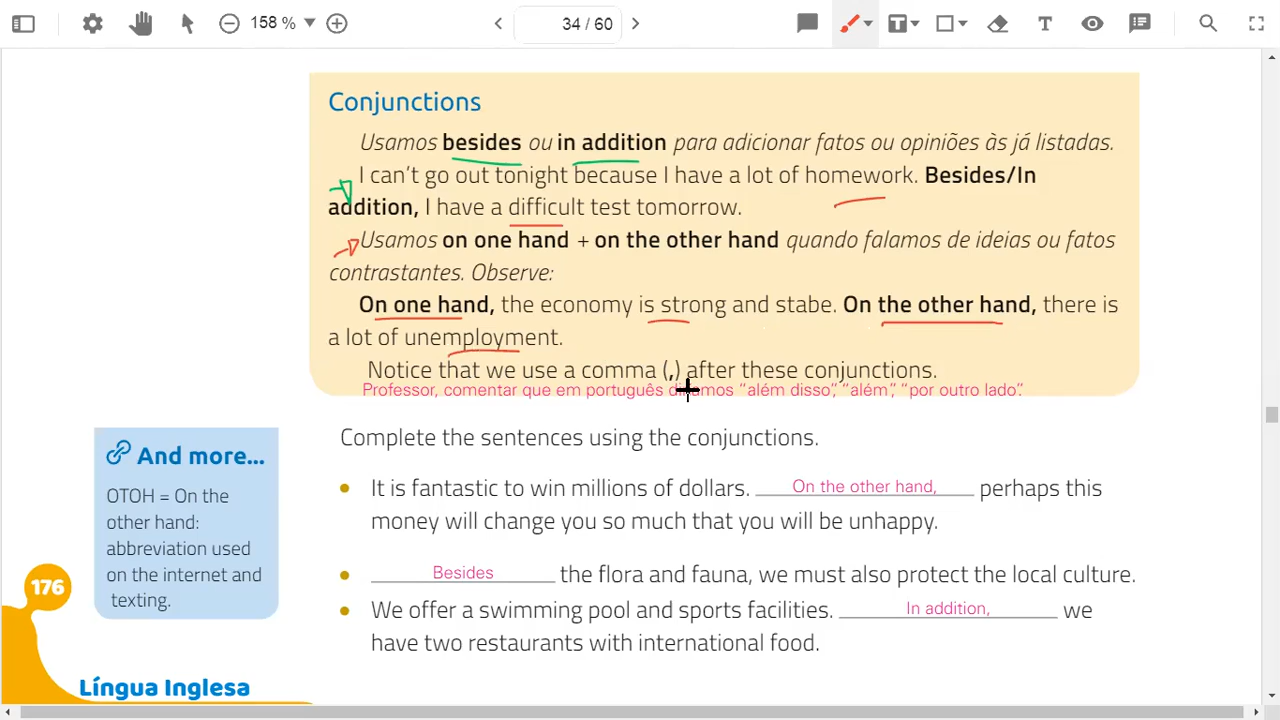 158 %
34 / 60
Conjunctions
Usamos besides ou in addition para adicionar fatos ou opiniões às já listadas.
I can't go out tonight because I have a lot of homework. Besides/In
addition, I have a difficult test tomorrow.
Usamos on one hand + on the other hand quando falamos de ideias ou fatos
contrastantes. Observe:
On one hand, the economy is strong and stabe. On the other hand, there is
a lot of unemployment.
Notice that we use a comma (,) after these conjunctions.
Professor, comentar que em português diríamos “além disso”, “além”, “por outro lado”.
Complete the sentences using the conjunctions.
It is fantastic to win millions of dollars. On the other hand, perhaps this
money will change you so much that you will be unhappy.
Besides the flora and fauna, we must also protect the local culture.
We offer a swimming pool and sports facilities. In addition, we
have two restaurants with international food.
And more...
OTOH = On the
other hand:
abbreviation used
on the internet and
texting.
176
Língua Inglesa